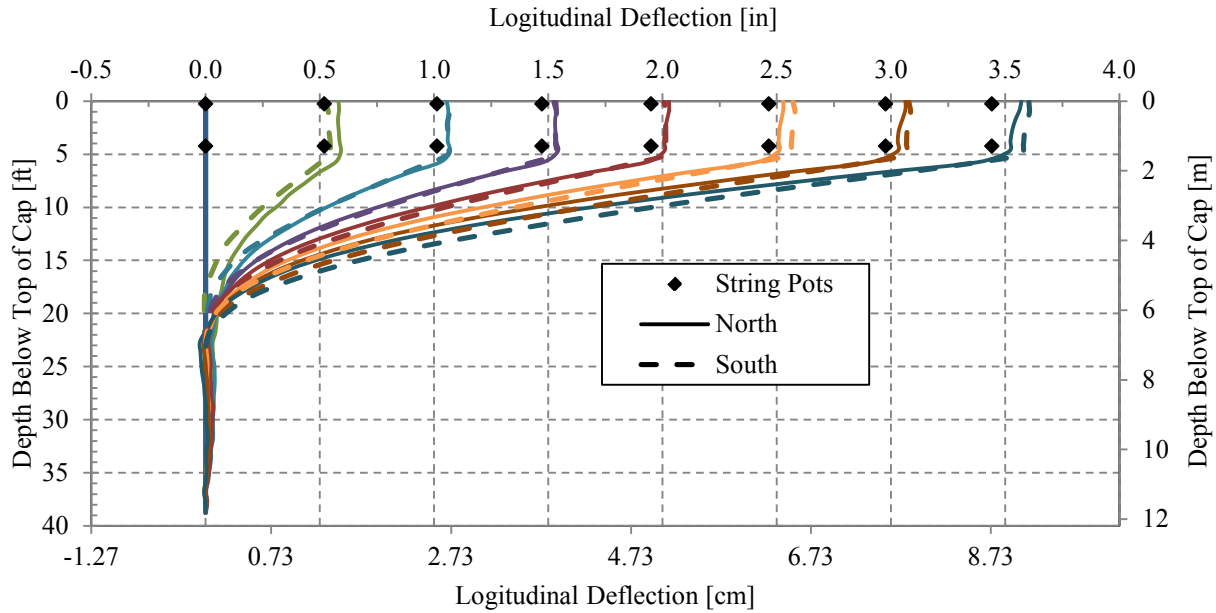 Logitudinal Deflection [in]
-0.5 0.0 0.5 1.0 1.5 2.0 2.5 3.0 3.5 4.0
Depth Below Top of Cap [ft]
0
5
10
15
20
25
30
35
40
String Pots
North
South
0
2
4
6
8
10
12
Depth Below Top of Cap [m]
-1.27 0.73 2.73 4.73 6.73 8.73
Logitudinal Deflection [cm]